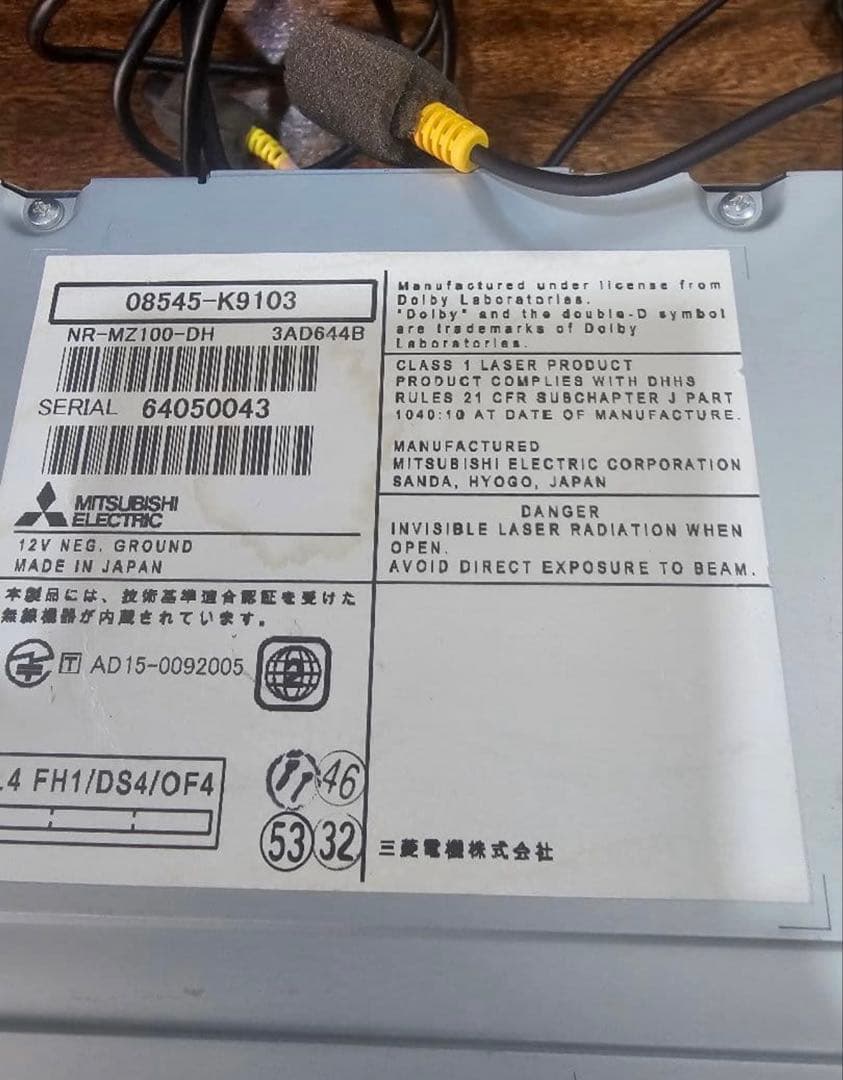 08545-K9103
NR-MZ100-DH 3AD644B
SERIAL 64050043
MITSUBISHI
ELECTRIC
12V NEG. GROUND
MADE IN JAPAN
本製品には、技術基準適合認証を受けた
無線機器が内蔵されています。
T AD15-0092005
2
.4 FH1/DS4/OF4
46
53 32
Manufactured under license from
Dolby Laboratories.
"Dolby" and the double-D symbol
are trademarks of Dolby
Laboratories.
CLASS 1 LASER PRODUCT
PRODUCT COMPLIES WITH DHHS
RULES 21 CFR SUBCHAPTER J PART
1040:10 AT DATE OF MANUFACTURE.
MANUFACTURED
MITSUBISHI ELECTRIC CORPORATION
SANDA, HYOGO, JAPAN
DANGER
INVISIBLE LASER RADIATION WHEN
OPEN.
AVOID DIRECT EXPOSURE TO BEAM.
三菱電機株式会社